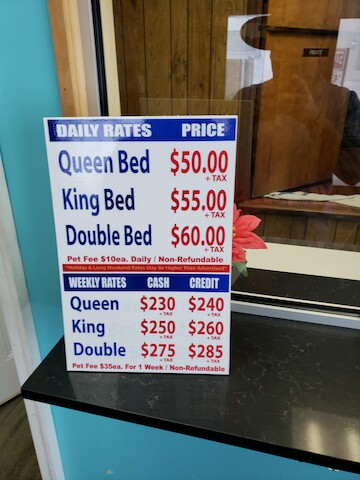 PRIVATE
DAILY RATES PRICE
Queen Bed $50.00
+ TAX
King Bed $55.00
+ TAX
Double Bed $60.00
+ TAX
Pet Fee $10ea. Daily / Non-Refundable
*Holiday & Long Weekend Rates May be Higher Than Advertised*
WEEKLY RATES CASH CREDIT
Queen $230 $240
+ TAX + TAX
King $250 $260
+ TAX + TAX
Double $275 $285
+ TAX + TAX
Pet Fee $35ea. For 1 Week / Non-Refundable